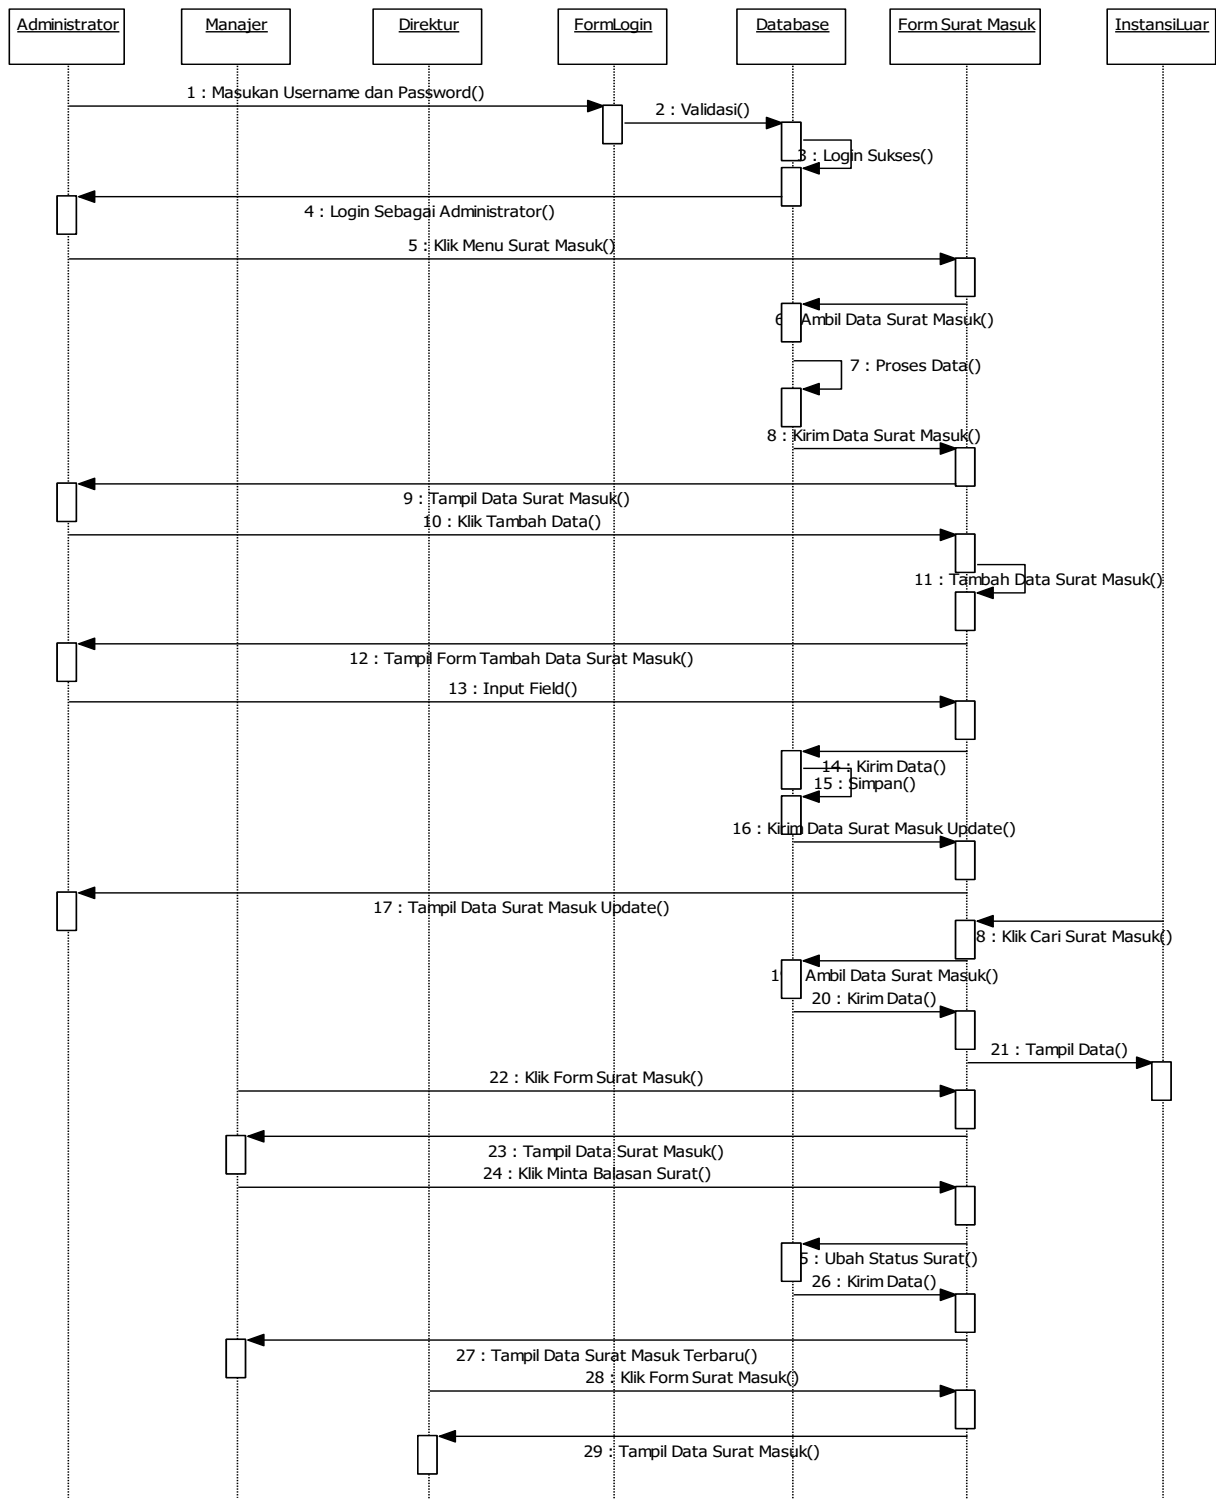 Administrator
Manajer
Direktur
FormLogin
Database
Form Surat Masuk
InstansiLuar
1 : Masukan Username dan Password()
2 : Validasi()
3 : Login Sukses()
4 : Login Sebagai Administrator()
5 : Klik Menu Surat Masuk()
6 Ambil Data Surat Masuk()
7 : Proses Data()
8 : Kirim Data Surat Masuk()
9 : Tampil Data Surat Masuk()
10 : Klik Tambah Data()
11 : Tambah Data Surat Masuk()
12 : Tampil Form Tambah Data Surat Masuk()
13 : Input Field()
14 : Kirim Data()
15 : Simpan()
16 : Kirim Data Surat Masuk Update()
17 : Tampil Data Surat Masuk Update()
8 : Klik Cari Surat Masuk()
1 Ambil Data Surat Masuk()
20 : Kirim Data()
21 : Tampil Data()
22 : Klik Form Surat Masuk()
23 : Tampil Data Surat Masuk()
24 : Klik Minta Balasan Surat()
5 : Ubah Status Surat()
26 : Kirim Data()
27 : Tampil Data Surat Masuk Terbaru()
28 : Klik Form Surat Masuk()
29 : Tampil Data Surat Masuk()